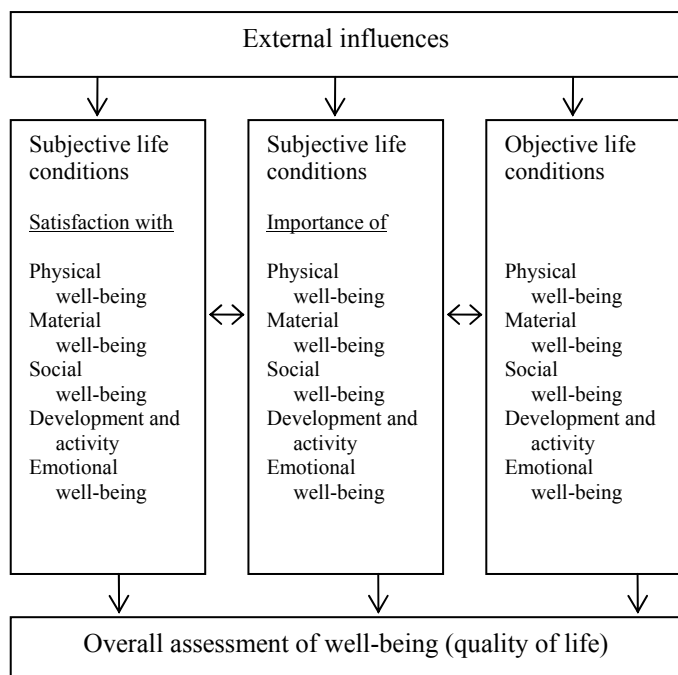 External influences
Subjective life
conditions
Satisfaction with
Physical
well-being
Material
well-being
Social
well-being
Development and
activity
Emotional
well-being
Subjective life
conditions
Importance of
Physical
well-being
Material
well-being
Social
well-being
Development and
activity
Emotional
well-being
Objective life
conditions
Physical
well-being
Material
well-being
Social
well-being
Development and
activity
Emotional
well-being
Overall assessment of well-being (quality of life)